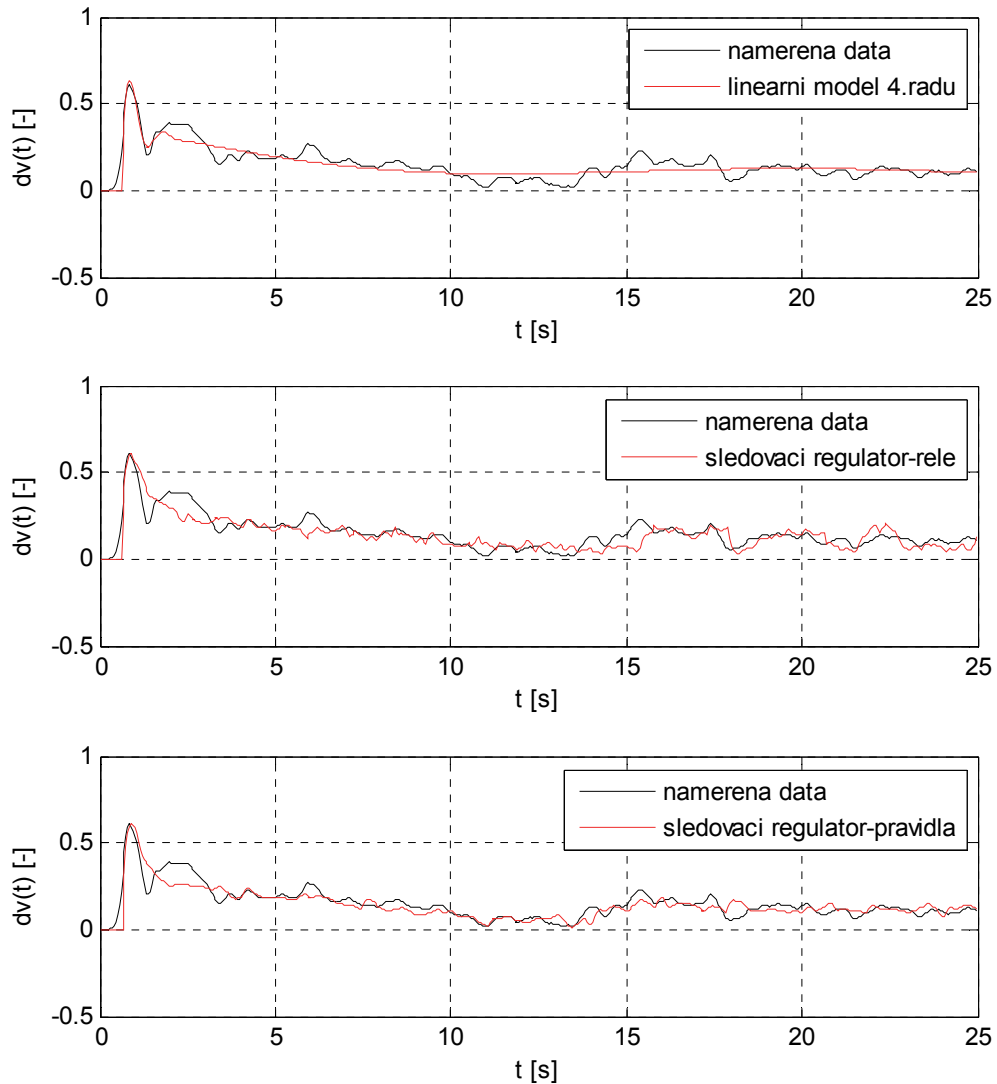 1
0.5
0
-0.5
dv(t) [-]
namerena data
linearni model 4.radu
0 5 10 15 20 25
t [s]
1
0.5
0
-0.5
dv(t) [-]
namerena data
sledovaci regulator-rele
0 5 10 15 20 25
t [s]
1
0.5
0
-0.5
dv(t) [-]
namerena data
sledovaci regulator-pravidla
0 5 10 15 20 25
t [s]